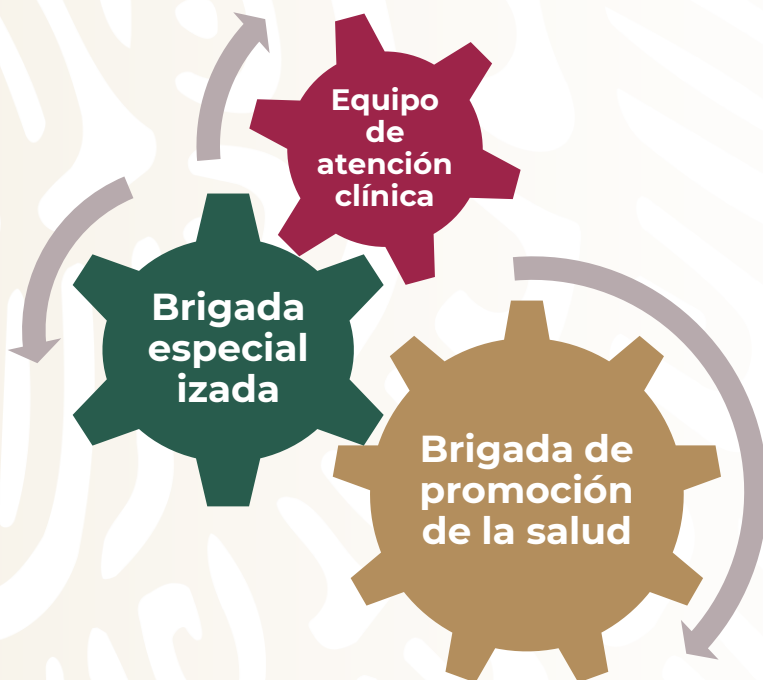 Equipo
de
atención
clínica
Brigada
especial
izada
Brigada de
promoción
de la salud